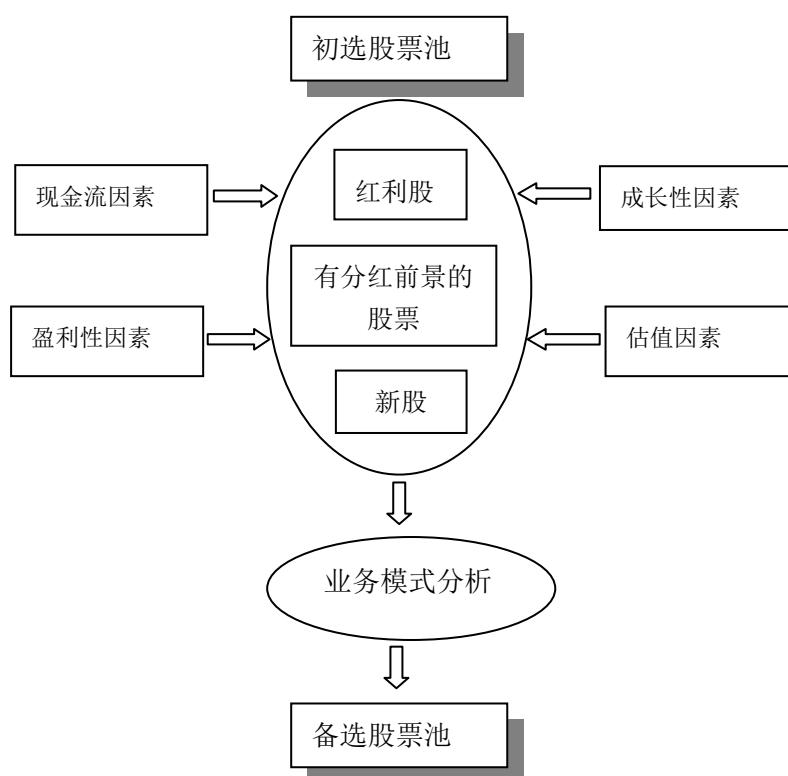 初选股票池
现金流因素
红利股
成长性因素
有分红前景的
股票
盈利性因素
估值因素
新股
业务模式分析
备选股票池